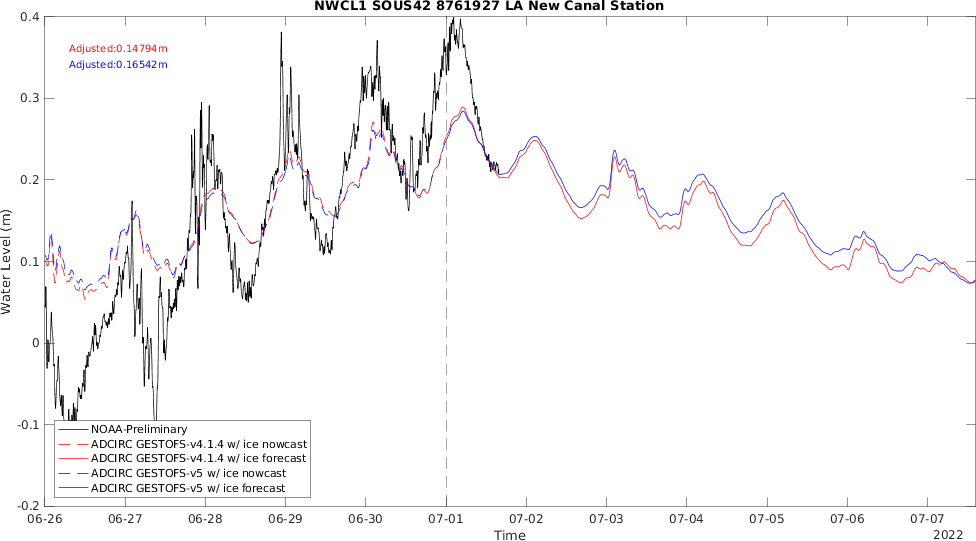 NWCL1 SOUS42 8761927 LA New Canal Station
0.4
Adjusted:0.14794m
Adjusted:0.16542m
0.3
0.2
0.1
0
-0.1
-0.2
Water Level (m)
NOAA-Preliminary
ADCIRC GESTOFS-v4.1.4 w/ ice nowcast
ADCIRC GESTOFS-v4.1.4 w/ ice forecast
ADCIRC GESTOFS-v5 w/ ice nowcast
ADCIRC GESTOFS-v5 w/ ice forecast
06-26 06-27 06-28 06-29 06-30 07-01 07-02 07-03 07-04 07-05 07-06 07-07
Time
2022